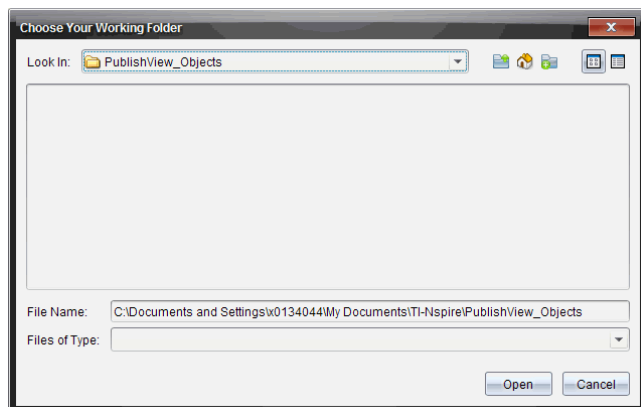 Choose Your Working Folder
Look In: PublishView_Objects
File Name: C:\Documents and Settings\x0134044\My Documents\TI-Nspire\PublishView_Objects
Files of Type:
Open Cancel